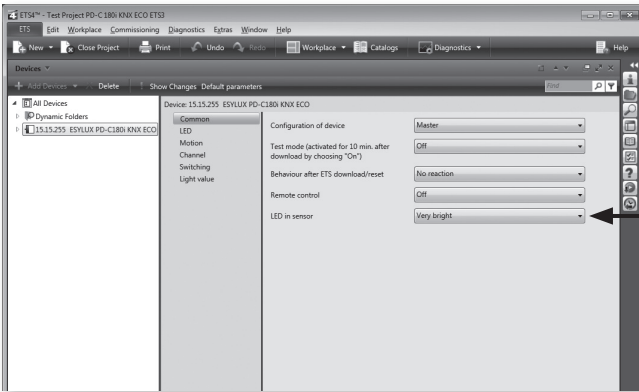 ETS4™ - Test Project PD-C 180i KNX ECO ETS3
ETS Edit Workplace Commissioning Diagnostics Extras Window Help
New Close Project Print Undo Redo Workplace Catalogs Diagnostics Help
Devices
Add Devices Delete Show Changes Default parameters Find
All Devices
Dynamic Folders
15.15.255 ESYLUX PD-C180i KNX ECO
Device: 15.15.255 ESYLUX PD-C180i KNX ECO
Common
LED
Motion
Channel
Switching
Light value
Configuration of device Master
Test mode (activated for 10 min. after
download by choosing "On") Off
Behaviour after ETS download/reset No reaction
Remote control Off
LED in sensor Very bright